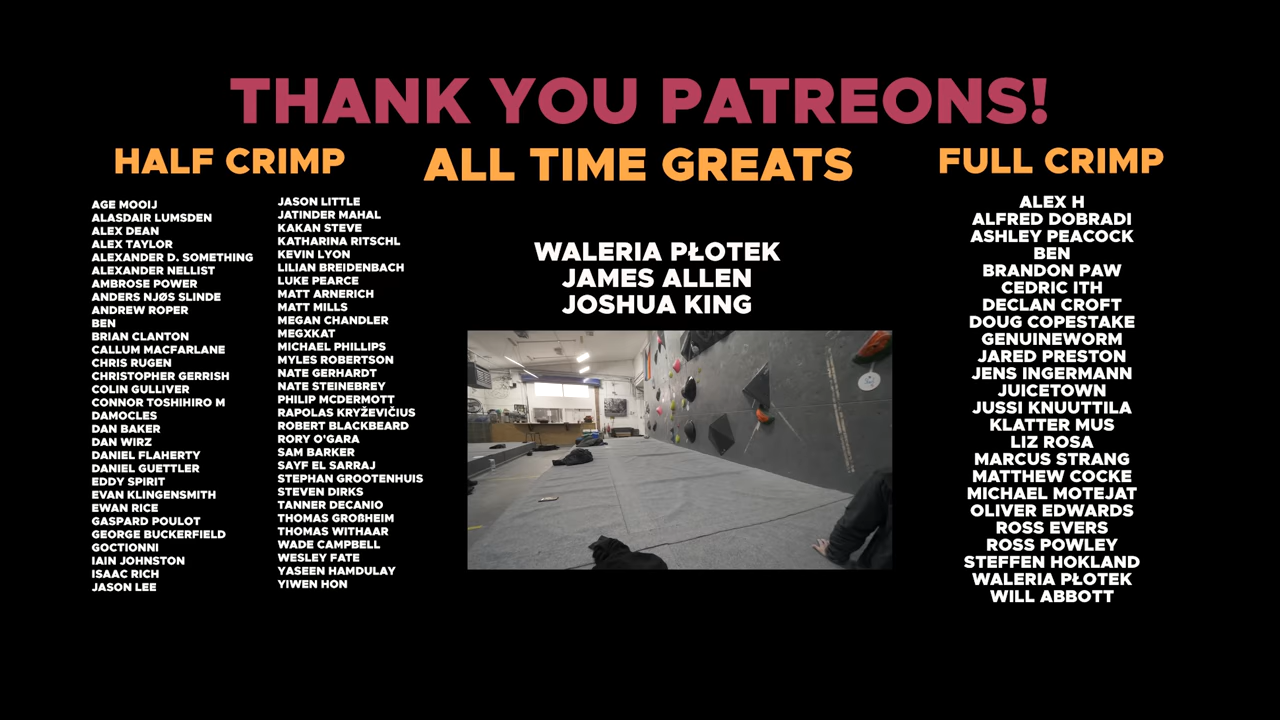 THANK YOU PATREONS!
HALF CRIMP
AGE MOOIJ
ALASDAIR LUMSDEN
ALEX DEAN
ALEX TAYLOR
ALEXANDER D. SOMETHING
ALEXANDER NELLIST
AMBROSE POWER
ANDERS NJØS SLINDE
ANDREW ROPER
BEN
BRIAN CLANTON
CALLUM MACFARLANE
CHRIS RUGEN
CHRISTOPHER GERRISH
COLIN GULLIVER
CONNOR TOSHIHIRO M
DAMOCLES
DAN BAKER
DAN WIRZ
DANIEL FLAHERTY
DANIEL GUETTLER
EDDY SPIRIT
EVAN KLINGENSMITH
EWAN RICE
GASPARD POULOT
GEORGE BUCKERFIELD
GOCTIONNI
IAIN JOHNSTON
ISAAC RICH
JASON LEE
JASON LITTLE
JATINDER MAHAL
KAKAN STEVE
KATHARINA RITSCHL
KEVIN LYON
LILIAN BREIDENBACH
LUKE PEARCE
MATT ARNERICH
MATT MILLS
MEGAN CHANDLER
MEGXKAT
MICHAEL PHILLIPS
MYLES ROBERTSON
NATE GERHARDT
NATE STEINEBREY
PHILIP MCDERMOTT
RAPOLAS KRYŽEVIČIUS
ROBERT BLACKBEARD
RORY O'GARA
SAM BARKER
SAYF EL SARRAJ
STEPHAN GROOTENHUIS
STEVEN DIRKS
TANNER DECANIO
THOMAS GROßHEIM
THOMAS WITHAAR
WADE CAMPBELL
WESLEY FATE
YASEEN HAMDULAY
YIWEN HON
ALL TIME GREATS
WALERIA PŁOTEK
JAMES ALLEN
JOSHUA KING
FULL CRIMP
ALEX H
ALFRED DOBRADI
ASHLEY PEACOCK
BEN
BRANDON PAW
CEDRIC ITH
DECLAN CROFT
DOUG COPESTAKE
GENUINEWORM
JARED PRESTON
JENS INGERMANN
JUICETOWN
JUSSI KNUUTTILA
KLATTER MUS
LIZ ROSA
MARCUS STRANG
MATTHEW COCKE
MICHAEL MOTEJAT
OLIVER EDWARDS
ROSS EVERS
ROSS POWLEY
STEFFEN HOKLAND
WALERIA PŁOTEK
WILL ABBOTT